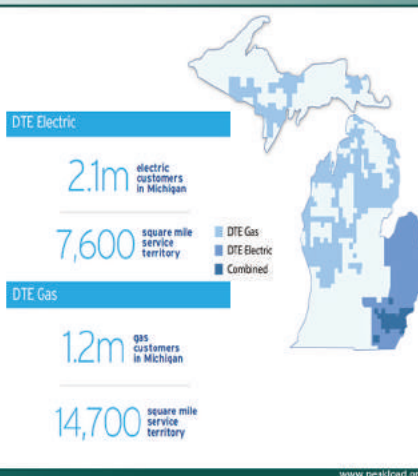 DTE Electric
2.1m electric
customers
in Michigan
7,600 square mile
service
territory
DTE Gas
DTE Electric
Combined
DTE Gas
1.2m gas
customers
in Michigan
14,700 square mile
service
territory